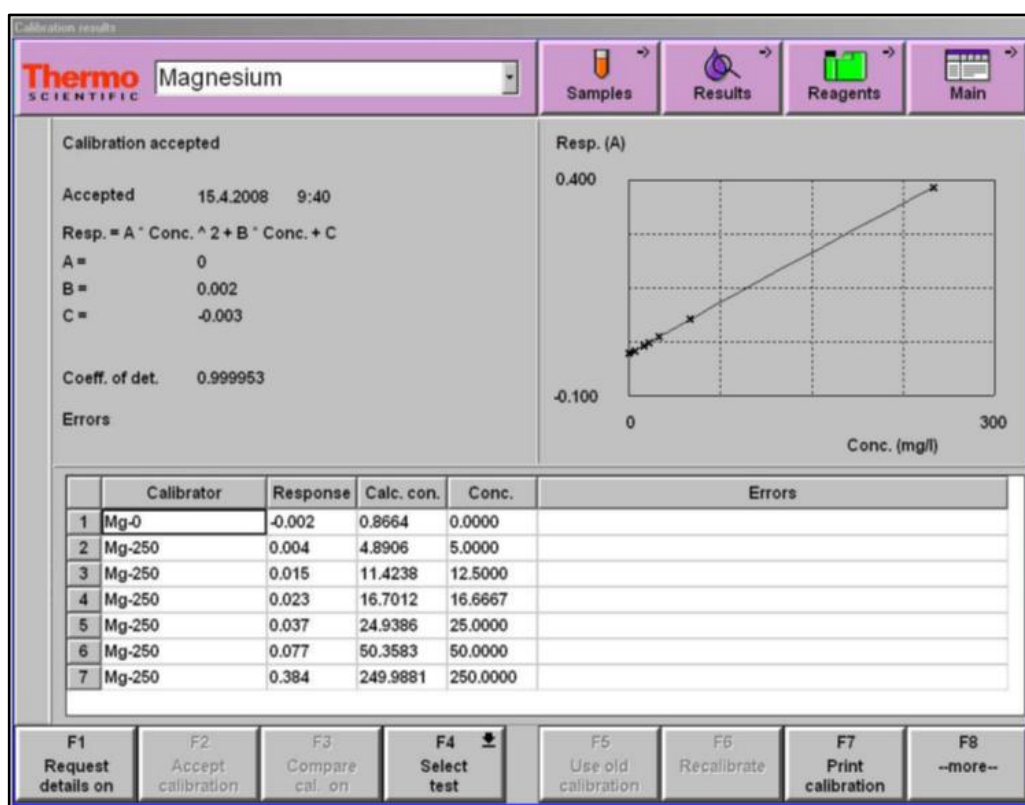 Calibration results
Thermo
SCIENTIFIC
Magnesium
Samples
Results
Reagents
Main
Calibration accepted
Accepted 15.4.2008 9:40
Resp. = A * Conc. ^ 2 + B * Conc. + C
A = 0
B = 0.002
C = -0.003
Coeff. of det. 0.999953
Errors
Resp. (A)
0.400
-0.100
0 300
Conc. (mg/l)
Calibrator Response Calc. con. Conc. Errors
1 Mg-0 -0.002 0.8664 0.0000
2 Mg-250 0.004 4.8906 5.0000
3 Mg-250 0.015 11.4238 12.5000
4 Mg-250 0.023 16.7012 16.6667
5 Mg-250 0.037 24.9386 25.0000
6 Mg-250 0.077 50.3583 50.0000
7 Mg-250 0.384 249.9881 250.0000
F1
Request
details on
F2
Accept
calibration
F3
Compare
cal. on
F4
Select
test
F5
Use old
calibration
F6
Recalibrate
F7
Print
calibration
F8
--more--